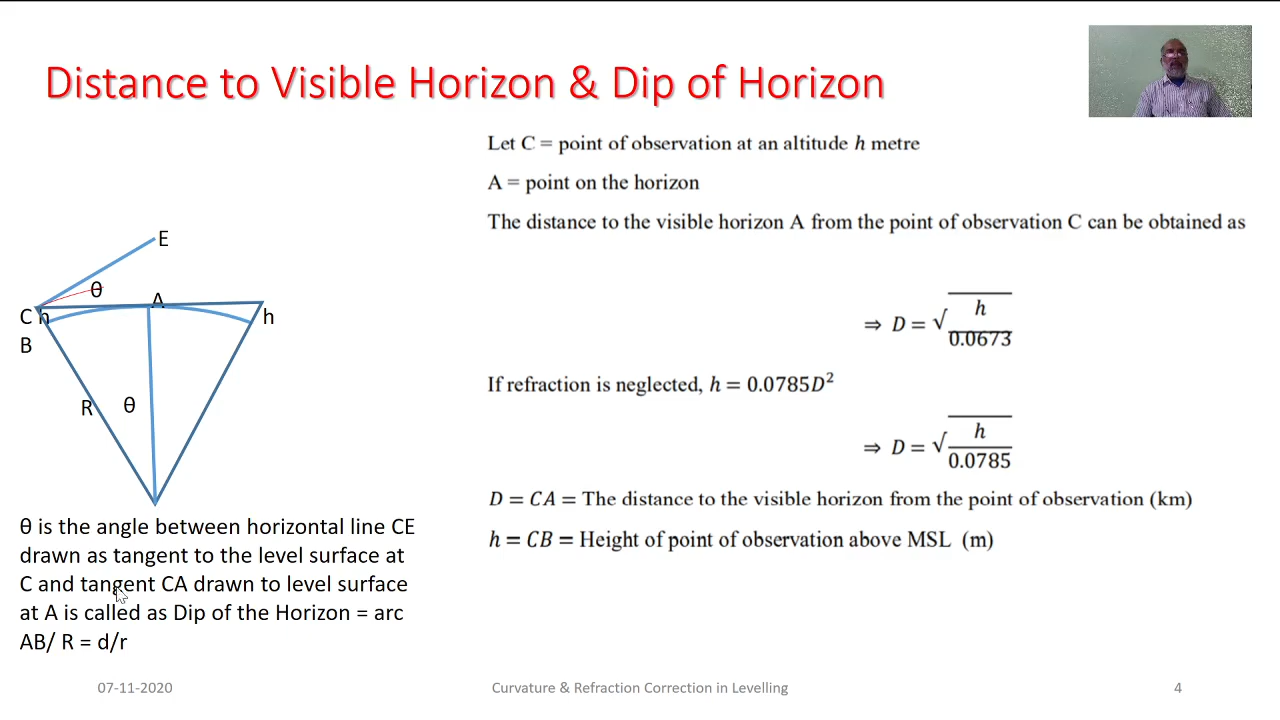 Distance to Visible Horizon & Dip of Horizon
Let C = point of observation at an altitude h metre
A = point on the horizon
The distance to the visible horizon A from the point of observation C can be obtained as
E
θ
A
C h
h
B
R
θ
⇒ D = √ h / 0.0673
If refraction is neglected, h = 0.0785D²
⇒ D = √ h / 0.0785
D = CA = The distance to the visible horizon from the point of observation (km)
h = CB = Height of point of observation above MSL (m)
θ is the angle between horizontal line CE
drawn as tangent to the level surface at
C and tangent CA drawn to level surface
at A is called as Dip of the Horizon = arc
AB/ R = d/r
07-11-2020
Curvature & Refraction Correction in Levelling
4